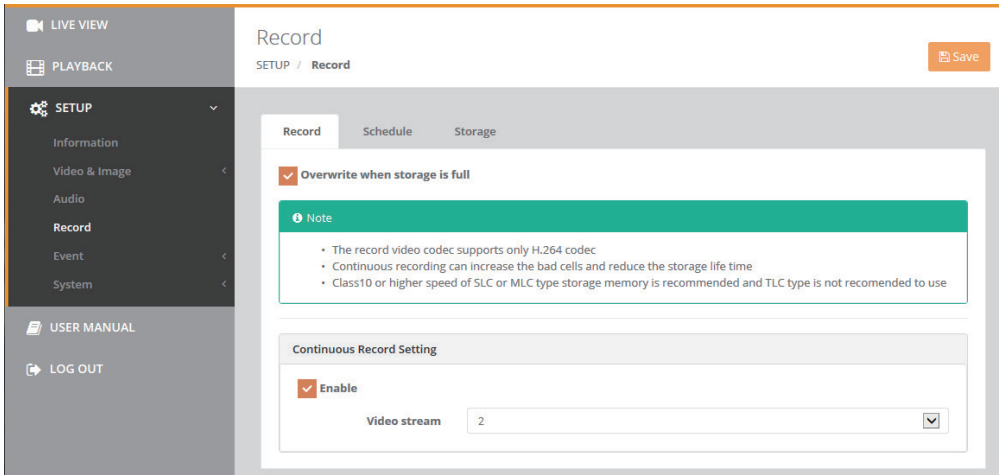 LIVE VIEW
PLAYBACK
SETUP
Information
Video & Image
Audio
Record
Event
System
USER MANUAL
LOG OUT
Record
SETUP / Record
Save
Record
Schedule
Storage
Overwrite when storage is full
Note
• The record video codec supports only H.264 codec
• Continuous recording can increase the bad cells and reduce the storage life time
• Class10 or higher speed of SLC or MLC type storage memory is recommended and TLC type is not recomended to use
Continuous Record Setting
Enable
Video stream 2